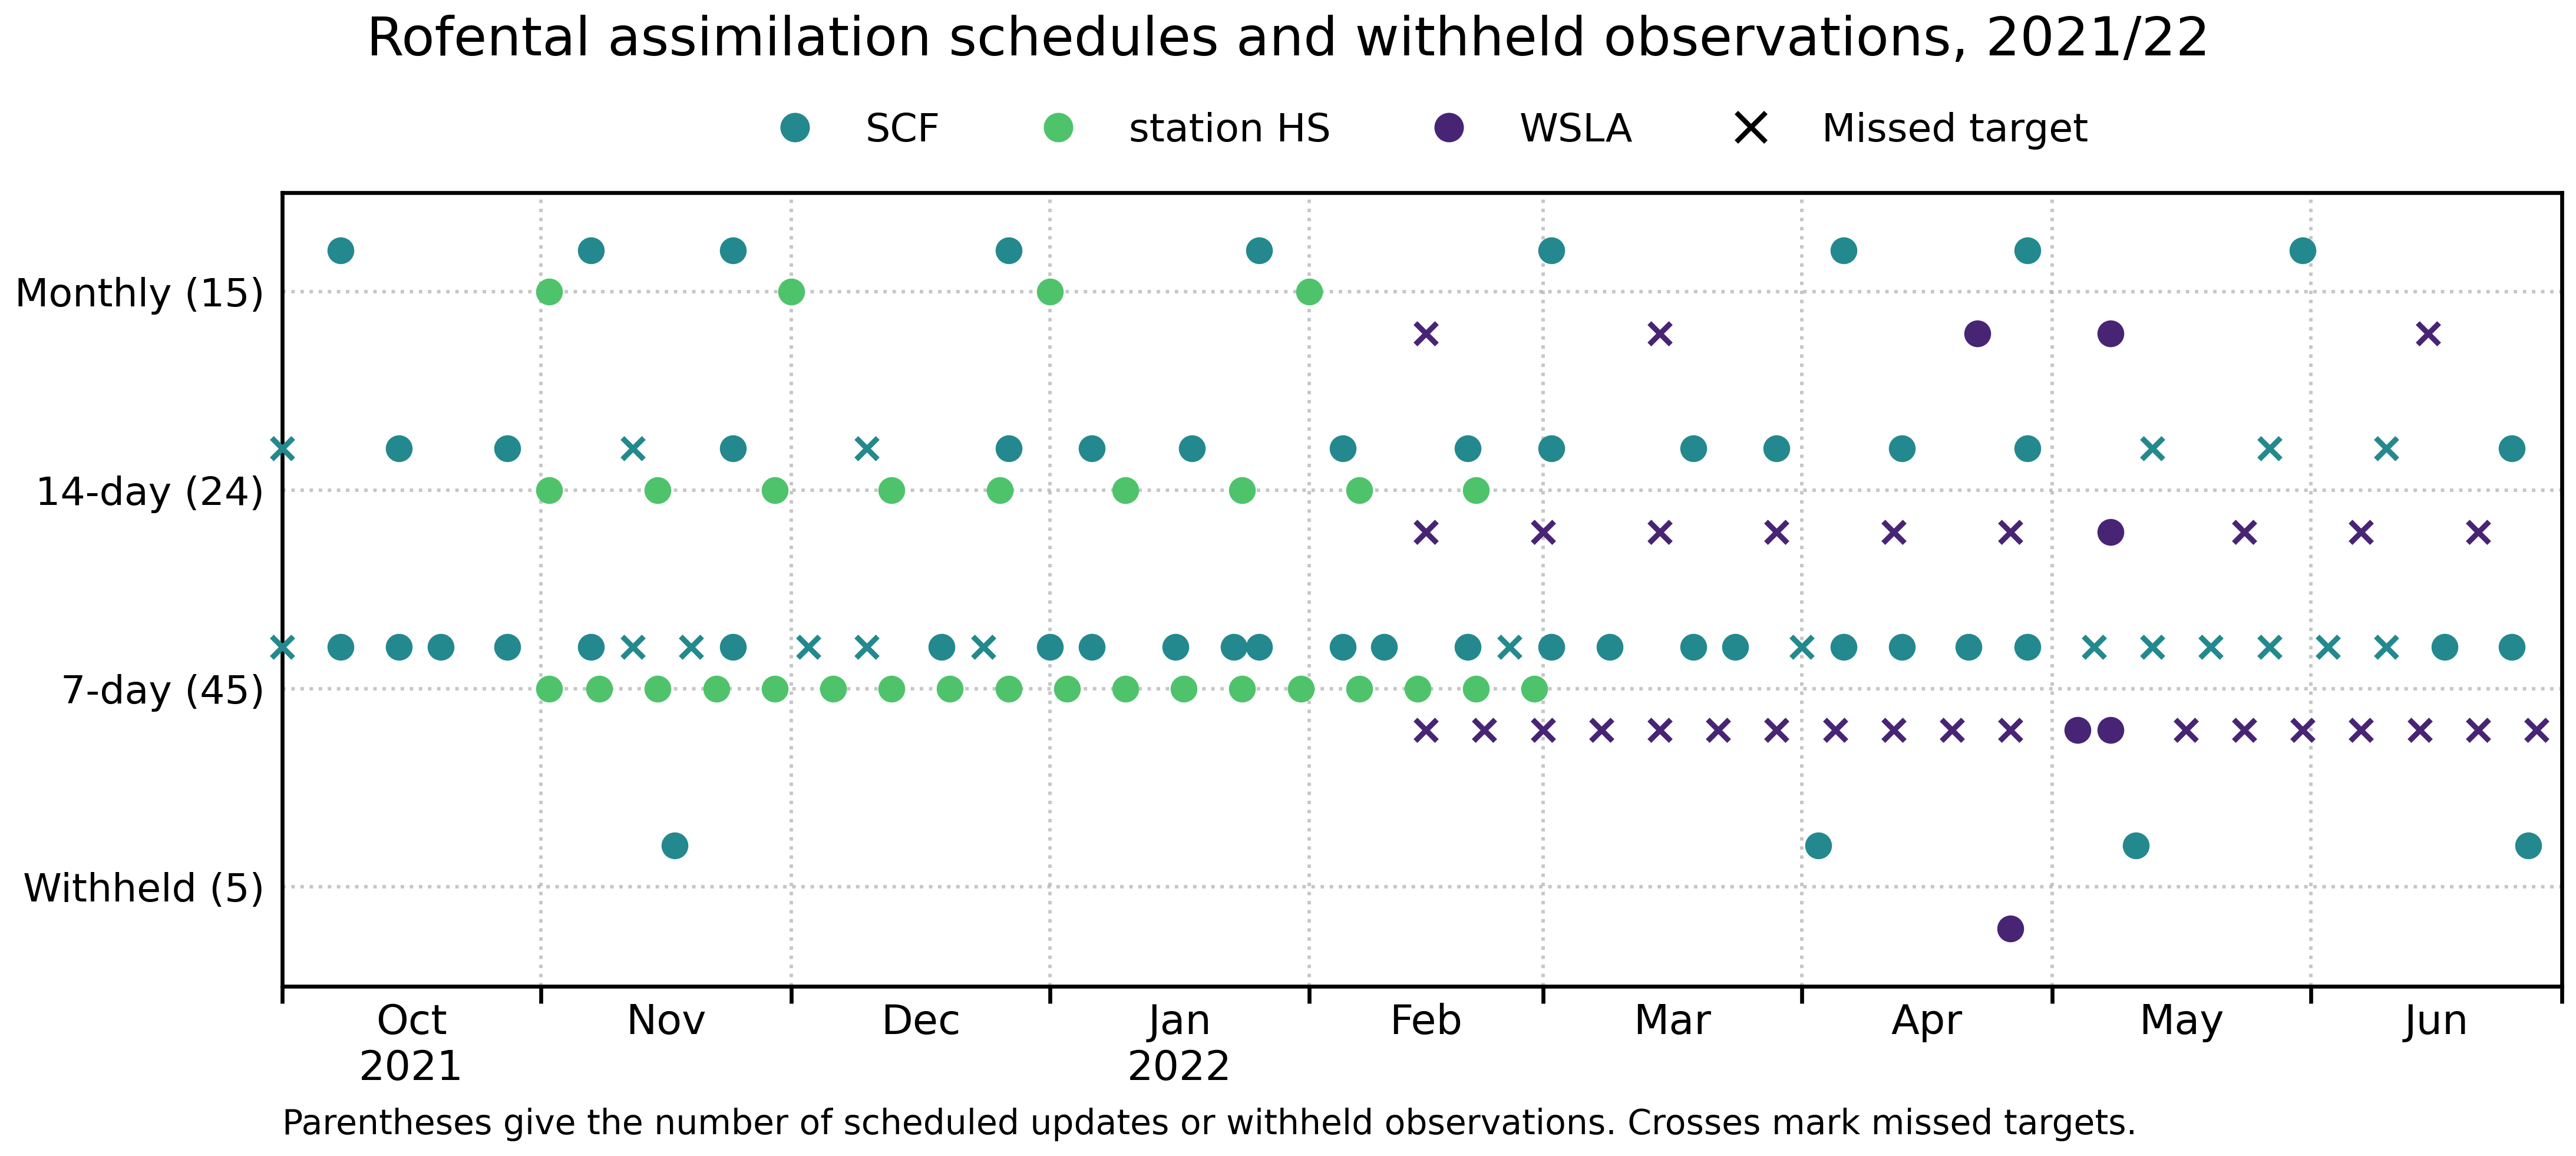 Rofental assimilation schedules and withheld observations, 2021/22
SCF station HS WSLA Missed target
Monthly (15)
14-day (24)
7-day (45)
Withheld (5)
Oct Nov Dec Jan Feb Mar Apr May Jun
2021 2022
Parentheses give the number of scheduled updates or withheld observations. Crosses mark missed targets.